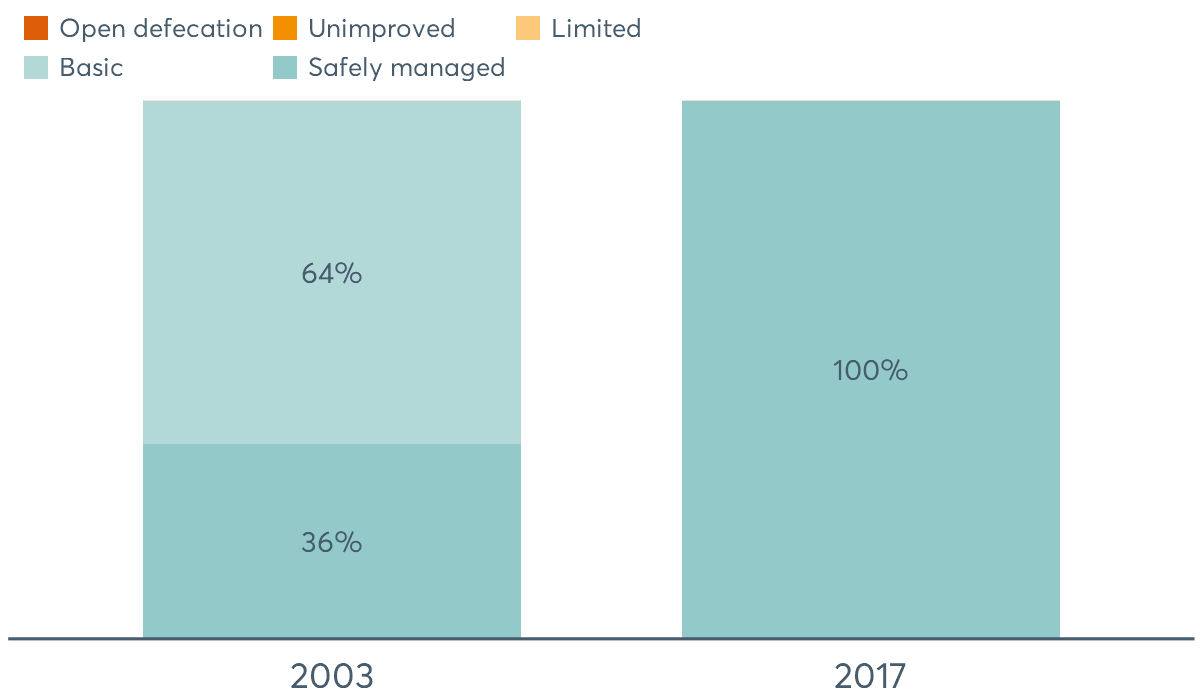 Open defecation Unimproved Limited
Basic Safely managed
64%
100%
36%
2003 2017